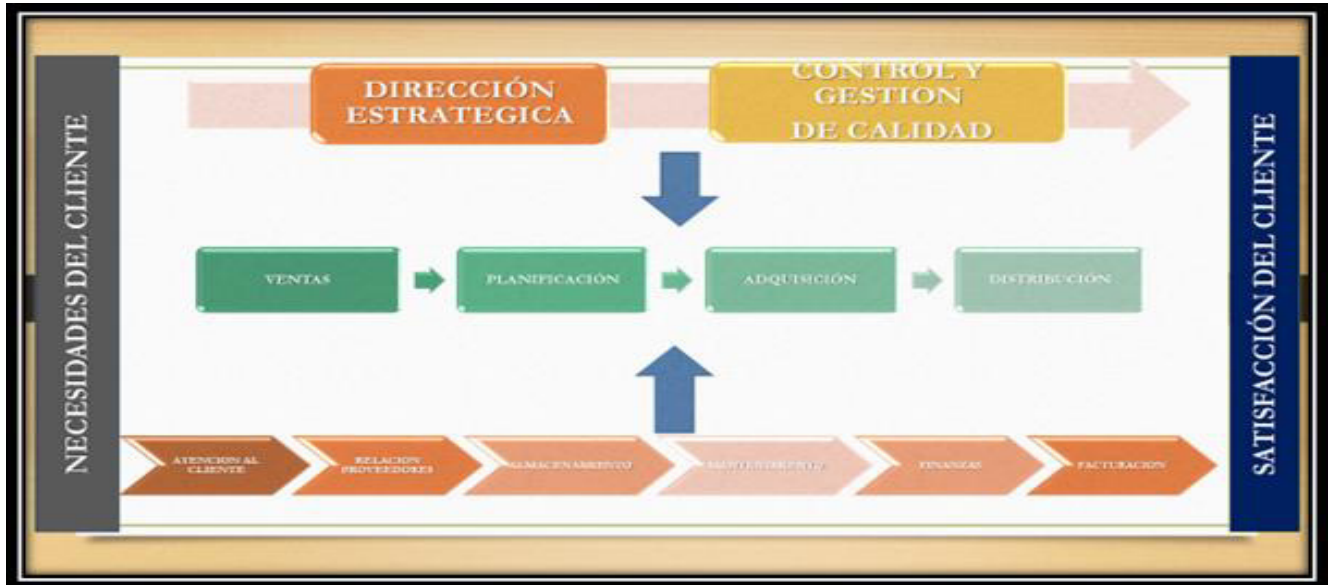 NECESIDADES DEL CLIENTE
DIRECCIÓN
ESTRATEGICA
CONTROL Y
GESTION
DE CALIDAD
VENTAS
PLANIFICACIÓN
ADQUISICIÓN
DISTRIBUCIÓN
ATENCION AL
CLIENTE
RELACION
PROVEEDORES
ALMACENAMIENTO
MANTENIMIENTO
FINANZAS
FACTURACION
SATISFACCIÓN DEL CLIENTE